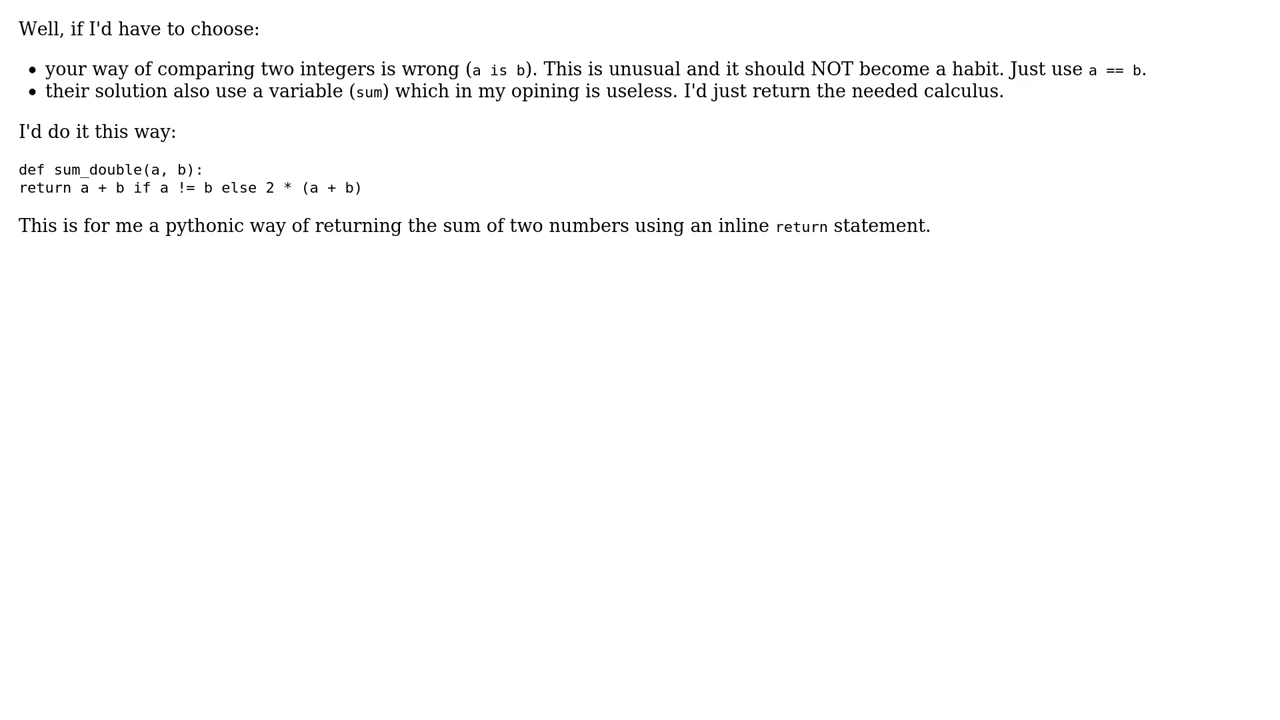 Well, if I'd have to choose:
• your way of comparing two integers is wrong (a is b). This is unusual and it should NOT become a habit. Just use a == b.
• their solution also use a variable (sum) which in my opining is useless. I'd just return the needed calculus.
I'd do it this way:
def sum_double(a, b):
return a + b if a != b else 2 * (a + b)
This is for me a pythonic way of returning the sum of two numbers using an inline return statement.